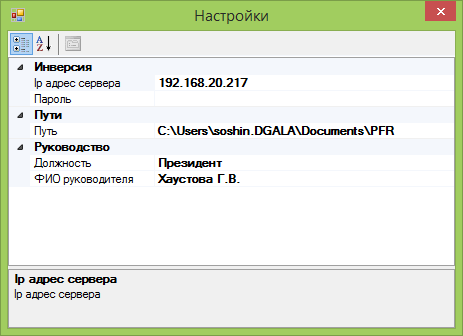 Настройки
Инверсия
Ip адрес сервера 192.168.20.217
Пароль
Пути
Путь C:\Users\soshin.DGALA\Documents\PFR
Руководство
Должность Президент
ФИО руководителя Хаустова Г.В.
Ip адрес сервера
Ip адрес сервера